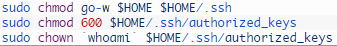 sudo chmod go-w $HOME $HOME/.ssh
sudo chmod 600 $HOME/.ssh/authorized_keys
sudo chown `whoami` $HOME/.ssh/authorized_keys